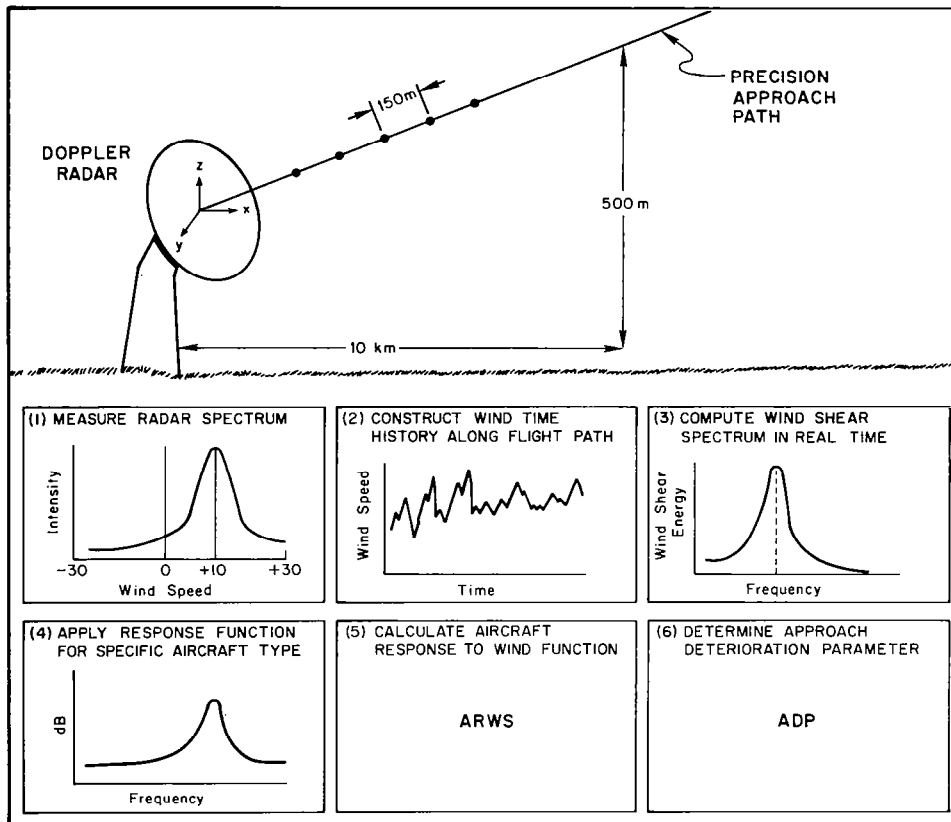 PRECISION
APPROACH
PATH
150m
DOPPLER
RADAR
z
x
y
500 m
10 km
(1) MEASURE RADAR SPECTRUM
Intensity
-30 0 +10 +30
Wind Speed
(2) CONSTRUCT WIND TIME
HISTORY ALONG FLIGHT PATH
Wind Speed
Time
(3) COMPUTE WIND SHEAR
SPECTRUM IN REAL TIME
Wind Shear
Energy
Frequency
(4) APPLY RESPONSE FUNCTION
FOR SPECIFIC AIRCRAFT TYPE
dB
Frequency
(5) CALCULATE AIRCRAFT
RESPONSE TO WIND FUNCTION
ARWS
(6) DETERMINE APPROACH
DETERIORATION PARAMETER
ADP